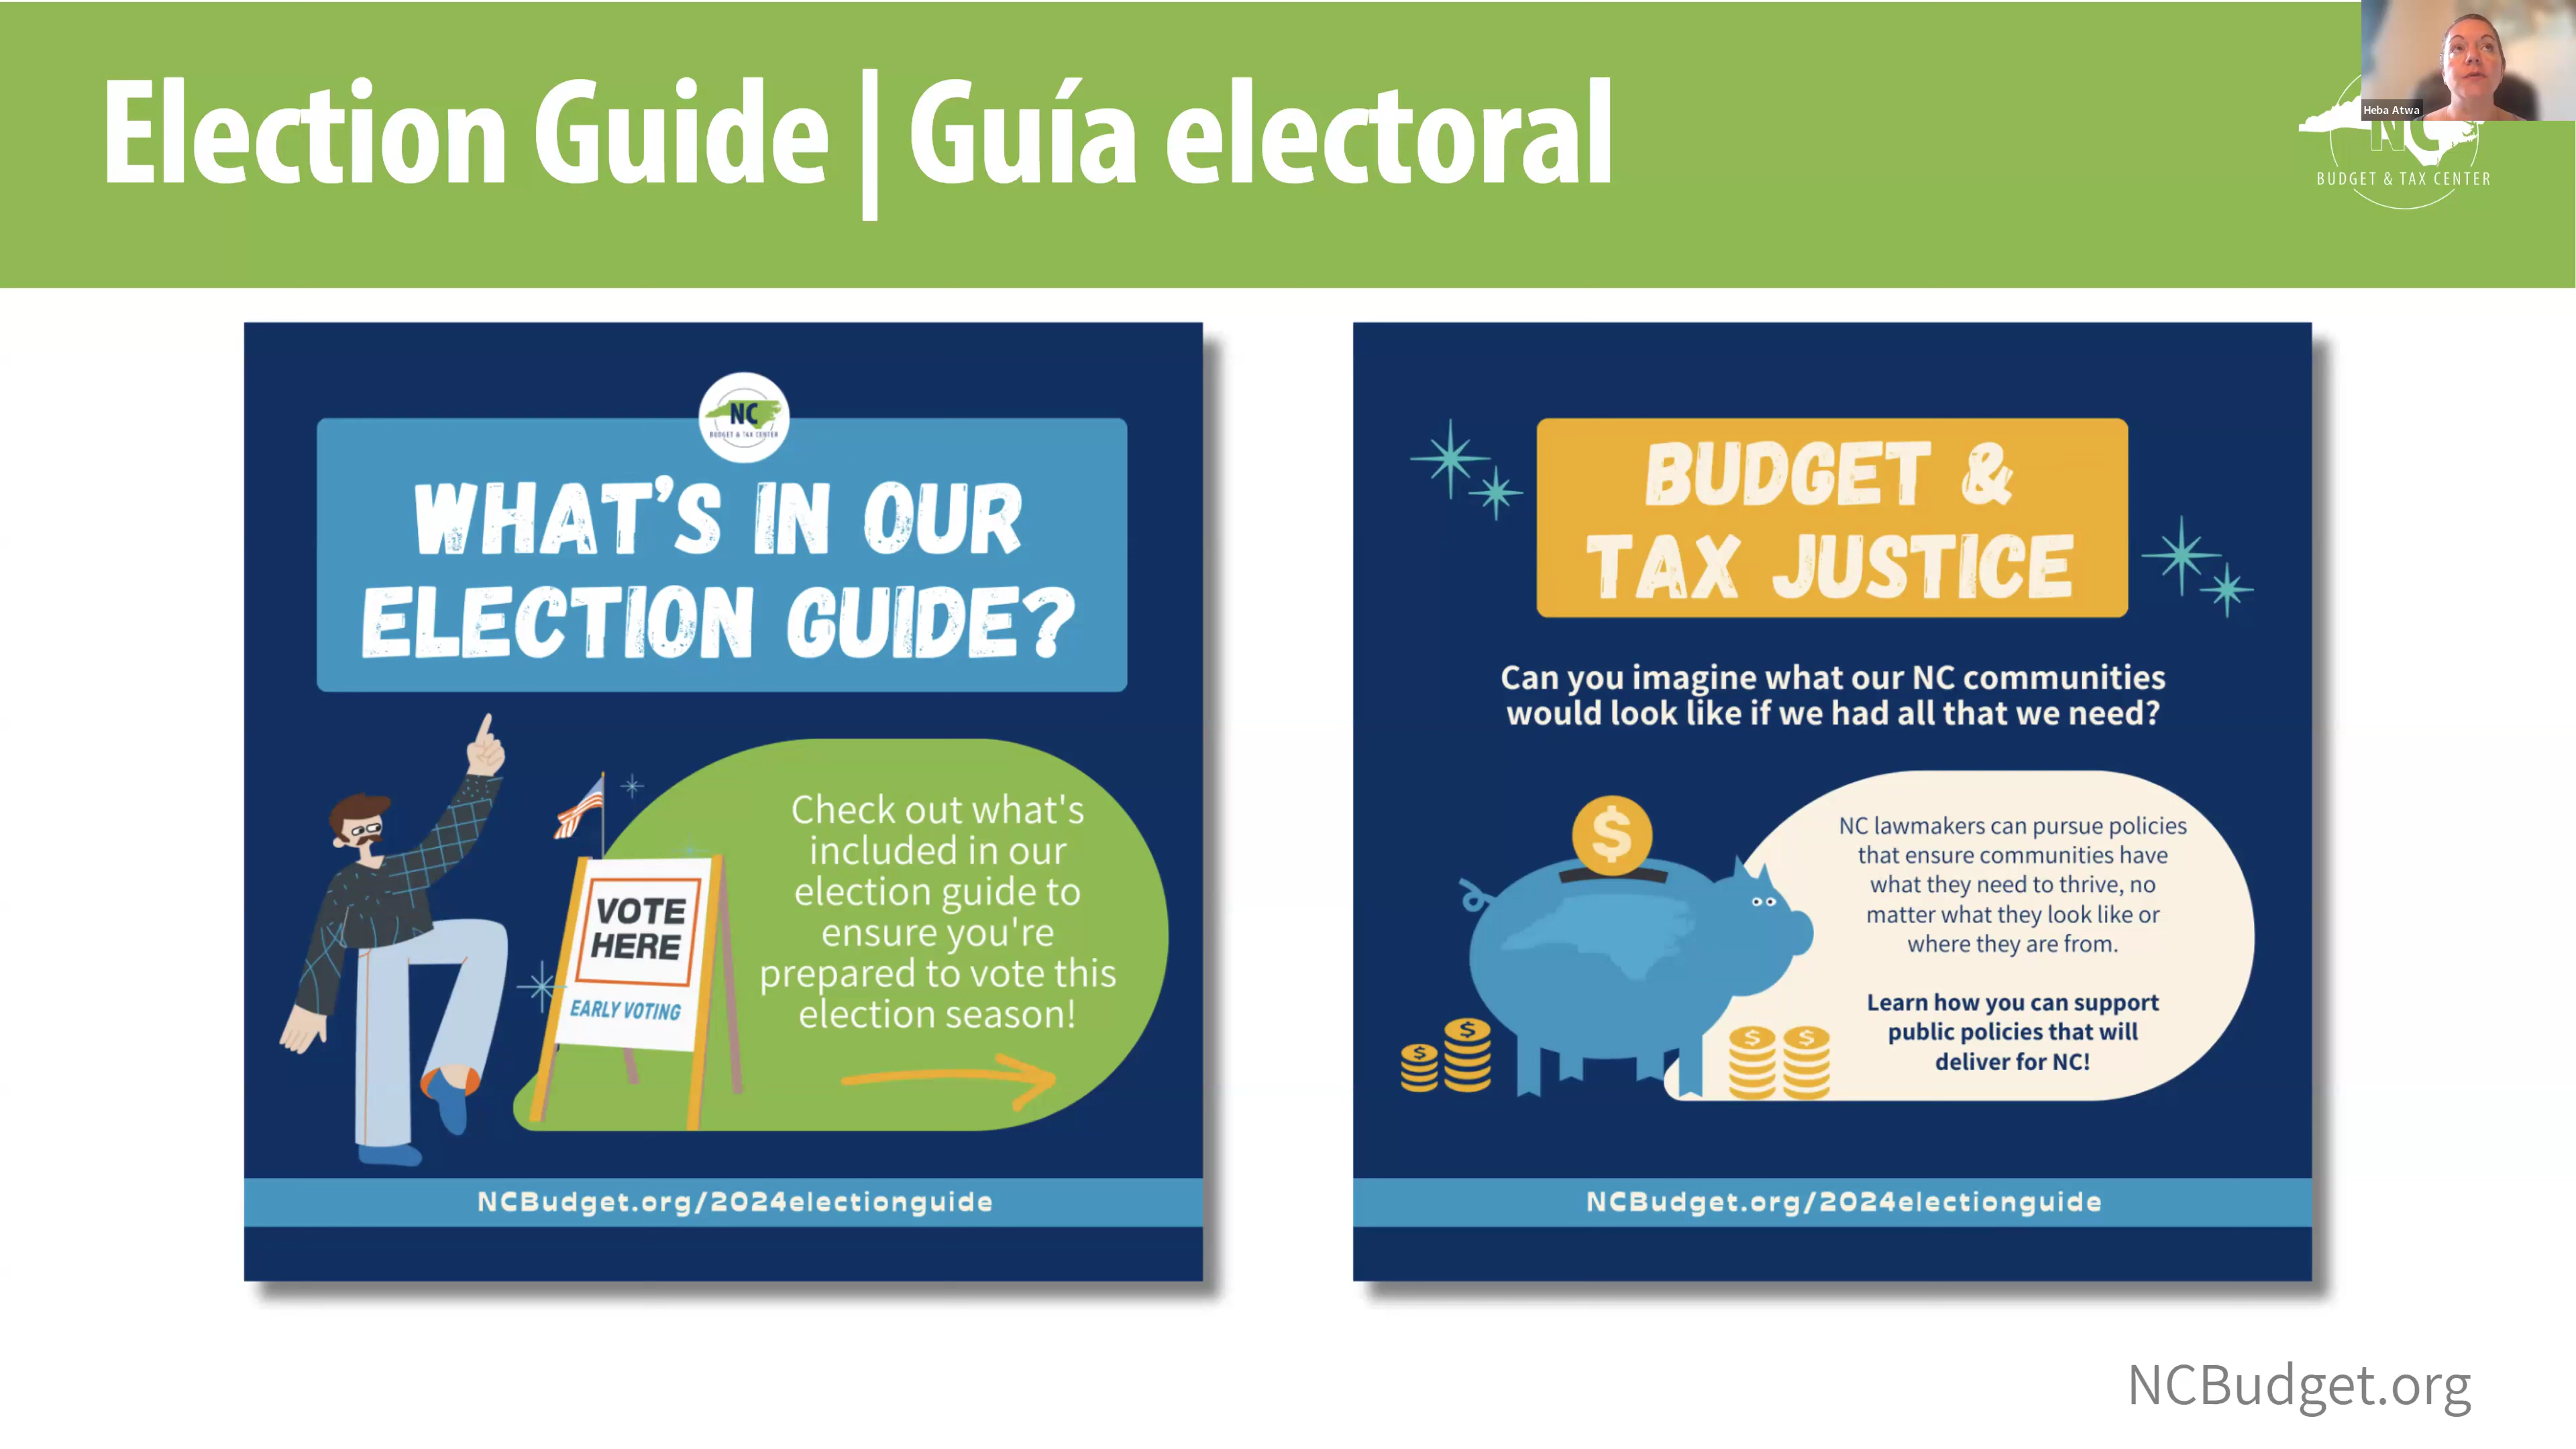 Election Guide | Guía electoral
Heba Atwa
NC
BUDGET & TAX CENTER
NC
BUDGET & TAX CENTER
WHAT'S IN OUR
ELECTION GUIDE?
VOTE
HERE
EARLY VOTING
Check out what's
included in our
election guide to
ensure you're
prepared to vote this
election season!
NCBudget.org/2024electionguide
BUDGET &
TAX JUSTICE
Can you imagine what our NC communities
would look like if we had all that we need?
$
$
$
$
$
NC lawmakers can pursue policies
that ensure communities have
what they need to thrive, no
matter what they look like or
where they are from.
Learn how you can support
public policies that will
deliver for NC!
NCBudget.org/2024electionguide
NCBudget.org